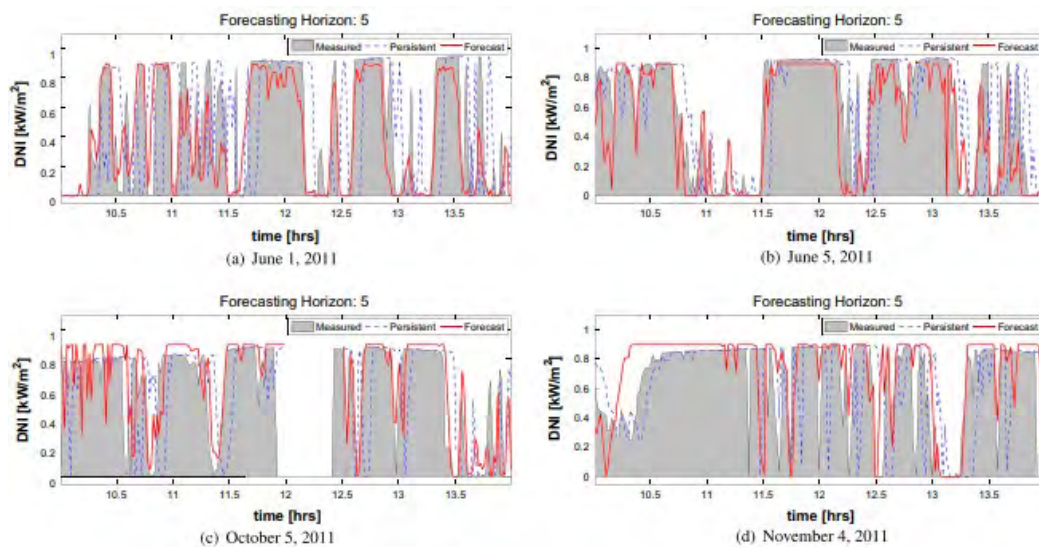 Forecasting Horizon: 5
Measured Persistent Forecast
1
0.8
0.6
0.4
0.2
0
DNI [kW/m²]
10.5 11 11.5 12 12.5 13 13.5
time [hrs]
(a) June 1, 2011
Forecasting Horizon: 5
Measured Persistent Forecast
1
0.8
0.6
0.4
0.2
0
DNI [kW/m²]
10.5 11 11.5 12 12.5 13 13.5
time [hrs]
(b) June 5, 2011
Forecasting Horizon: 5
Measured Persistent Forecast
1
0.8
0.6
0.4
0.2
0
DNI [kW/m²]
10.5 11 11.5 12 12.5 13 13.5
time [hrs]
(c) October 5, 2011
Forecasting Horizon: 5
Measured Persistent Forecast
1
0.8
0.6
0.4
0.2
0
DNI [kW/m²]
10.5 11 11.5 12 12.5 13 13.5
time [hrs]
(d) November 4, 2011